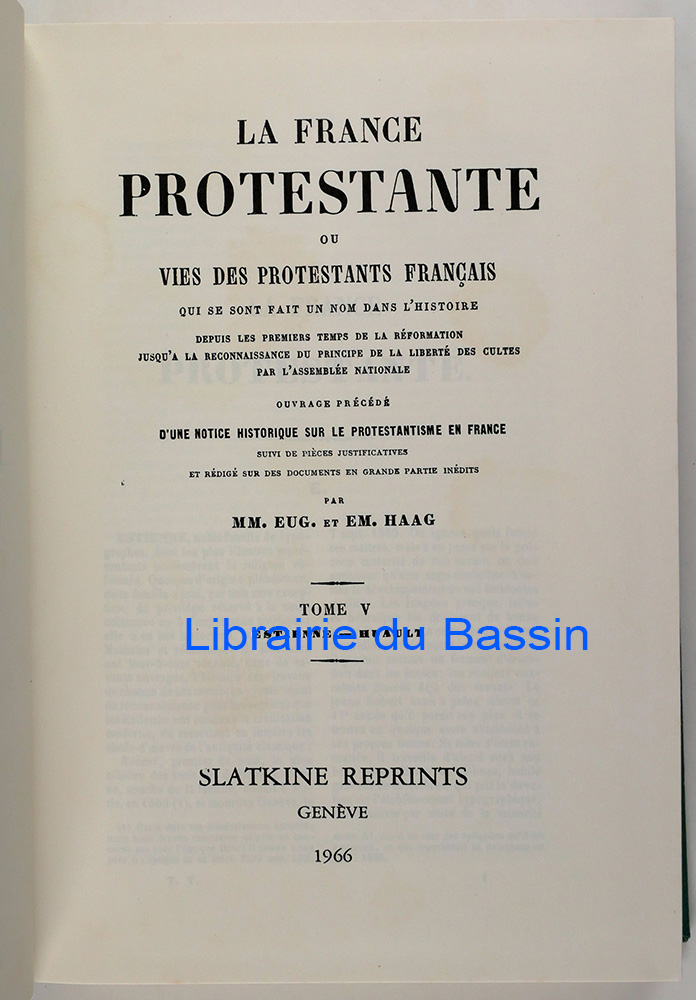 LA FRANCE
PROTESTANTE
OU
VIES DES PROTESTANTS FRANÇAIS
QUI SE SONT FAIT UN NOM DANS L'HISTOIRE
DEPUIS LES PREMIERS TEMPS DE LA RÉFORMATION
JUSQU'A LA RECONNAISSANCE DU PRINCIPE DE LA LIBERTÉ DES CULTES
PAR L'ASSEMBLÉE NATIONALE
OUVRAGE PRÉCÉDÉ
D'UNE NOTICE HISTORIQUE SUR LE PROTESTANTISME EN FRANCE
SUIVI DE PIÈCES JUSTIFICATIVES
ET RÉDIGÉ SUR DES DOCUMENTS EN GRANDE PARTIE INÉDITS
PAR
MM. EUG. ET EM. HAAG
TOME V
ESTIENNE — HUAULT
Librairie du Bassin
SLATKINE REPRINTS
GENÈVE
1966